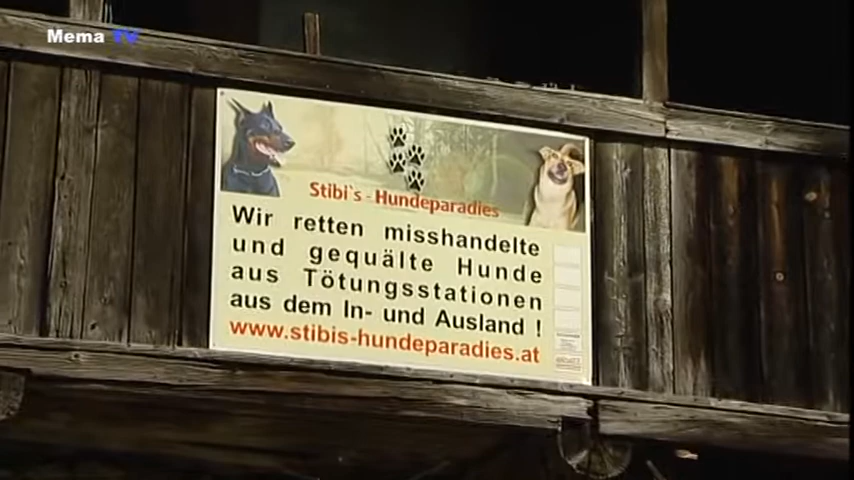 Mema TV
Stibi`s - Hundeparadies
Wir retten misshandelte
und gequälte Hunde
aus Tötungsstationen
aus dem In- und Ausland !
www.stibis-hundeparadies.at